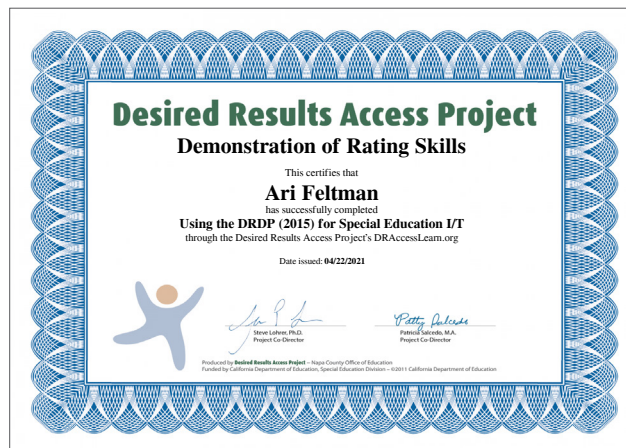 Desired Results Access Project
Demonstration of Rating Skills
This certifies that
Ari Feltman
has successfully completed
Using the DRDP (2015) for Special Education I/T
through the Desired Results Access Project's DRAccessLearn.org
Date issued: 04/22/2021
Patty Salcedo
Steve Lohrer, Ph.D.
Project Co-Director
Patricia Salcedo, M.A.
Project Co-Director
Produced by Desired Results Access Project – Napa County Office of Education
Funded by California Department of Education, Special Education Division – ©2011 California Department of Education